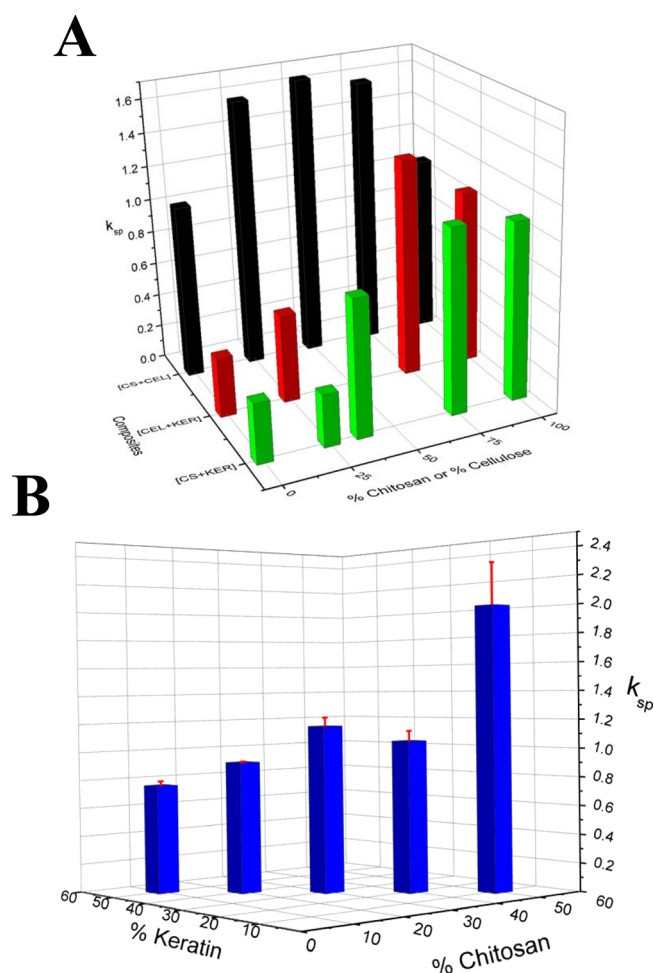 A
1.6
1.4
1.2
1.0
k_sp
0.8
0.6
0.4
0.2
0.0
[CS+CEL]
[CEL+KER]
[CS+KER]
Composites
0
25
50
75
100
% Chitosan or % Cellulose
B
2.4
2.2
2.0
1.8
1.6
k_sp
1.4
1.2
1.0
0.8
0.6
0.4
0.2
60 50 40 30 20 10
% Keratin
0 10 20 30 40 50 60
% Chitosan